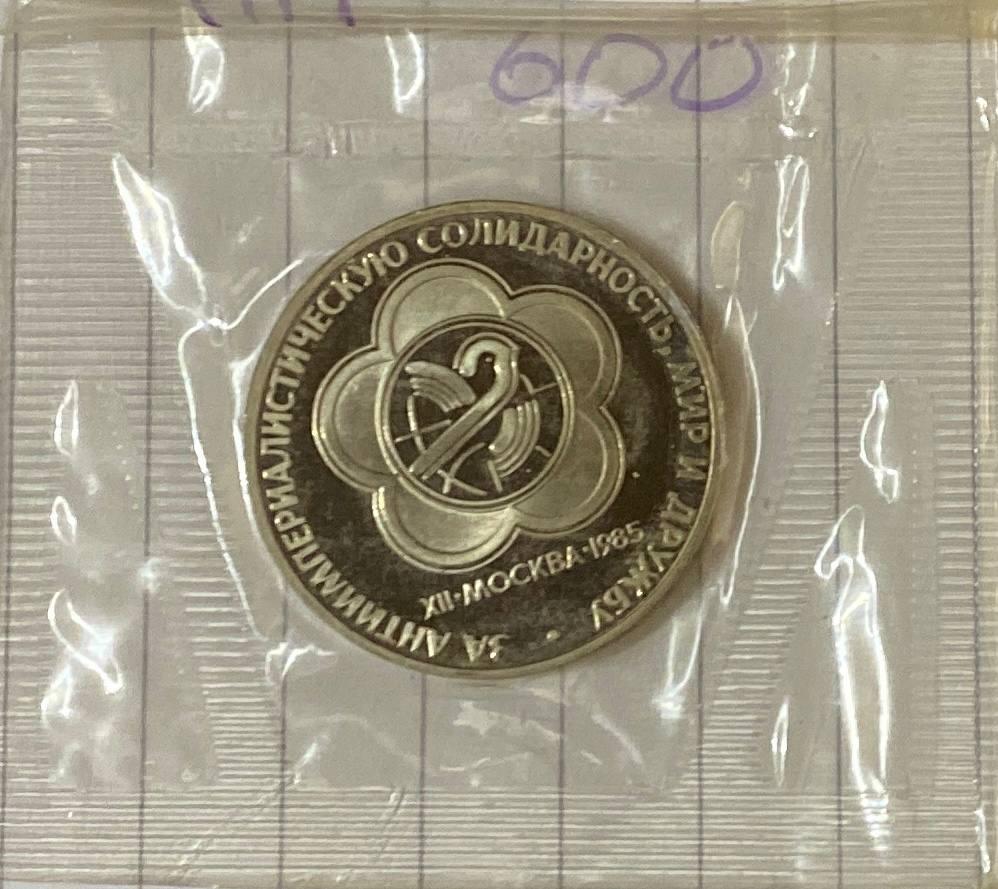 600
ЗА АНТИИМПЕРИАЛИСТИЧЕСКУЮ СОЛИДАРНОСТЬ, МИР И ДРУЖБУ
XII·МОСКВА·1985